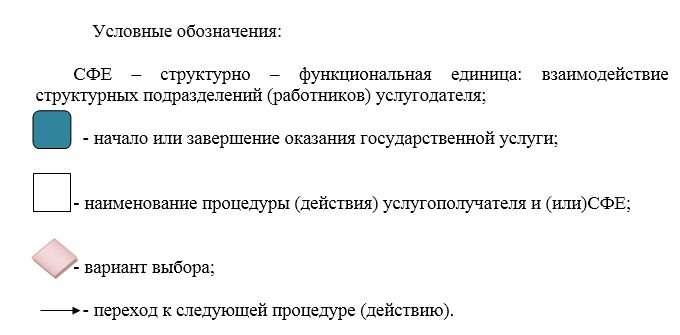 Условные обозначения:
СФЕ – структурно – функциональная единица: взаимодействие
структурных подразделений (работников) услугодателя;
- начало или завершение оказания государственной услуги;
- наименование процедуры (действия) услугополучателя и (или)СФЕ;
- вариант выбора;
- переход к следующей процедуре (действию).